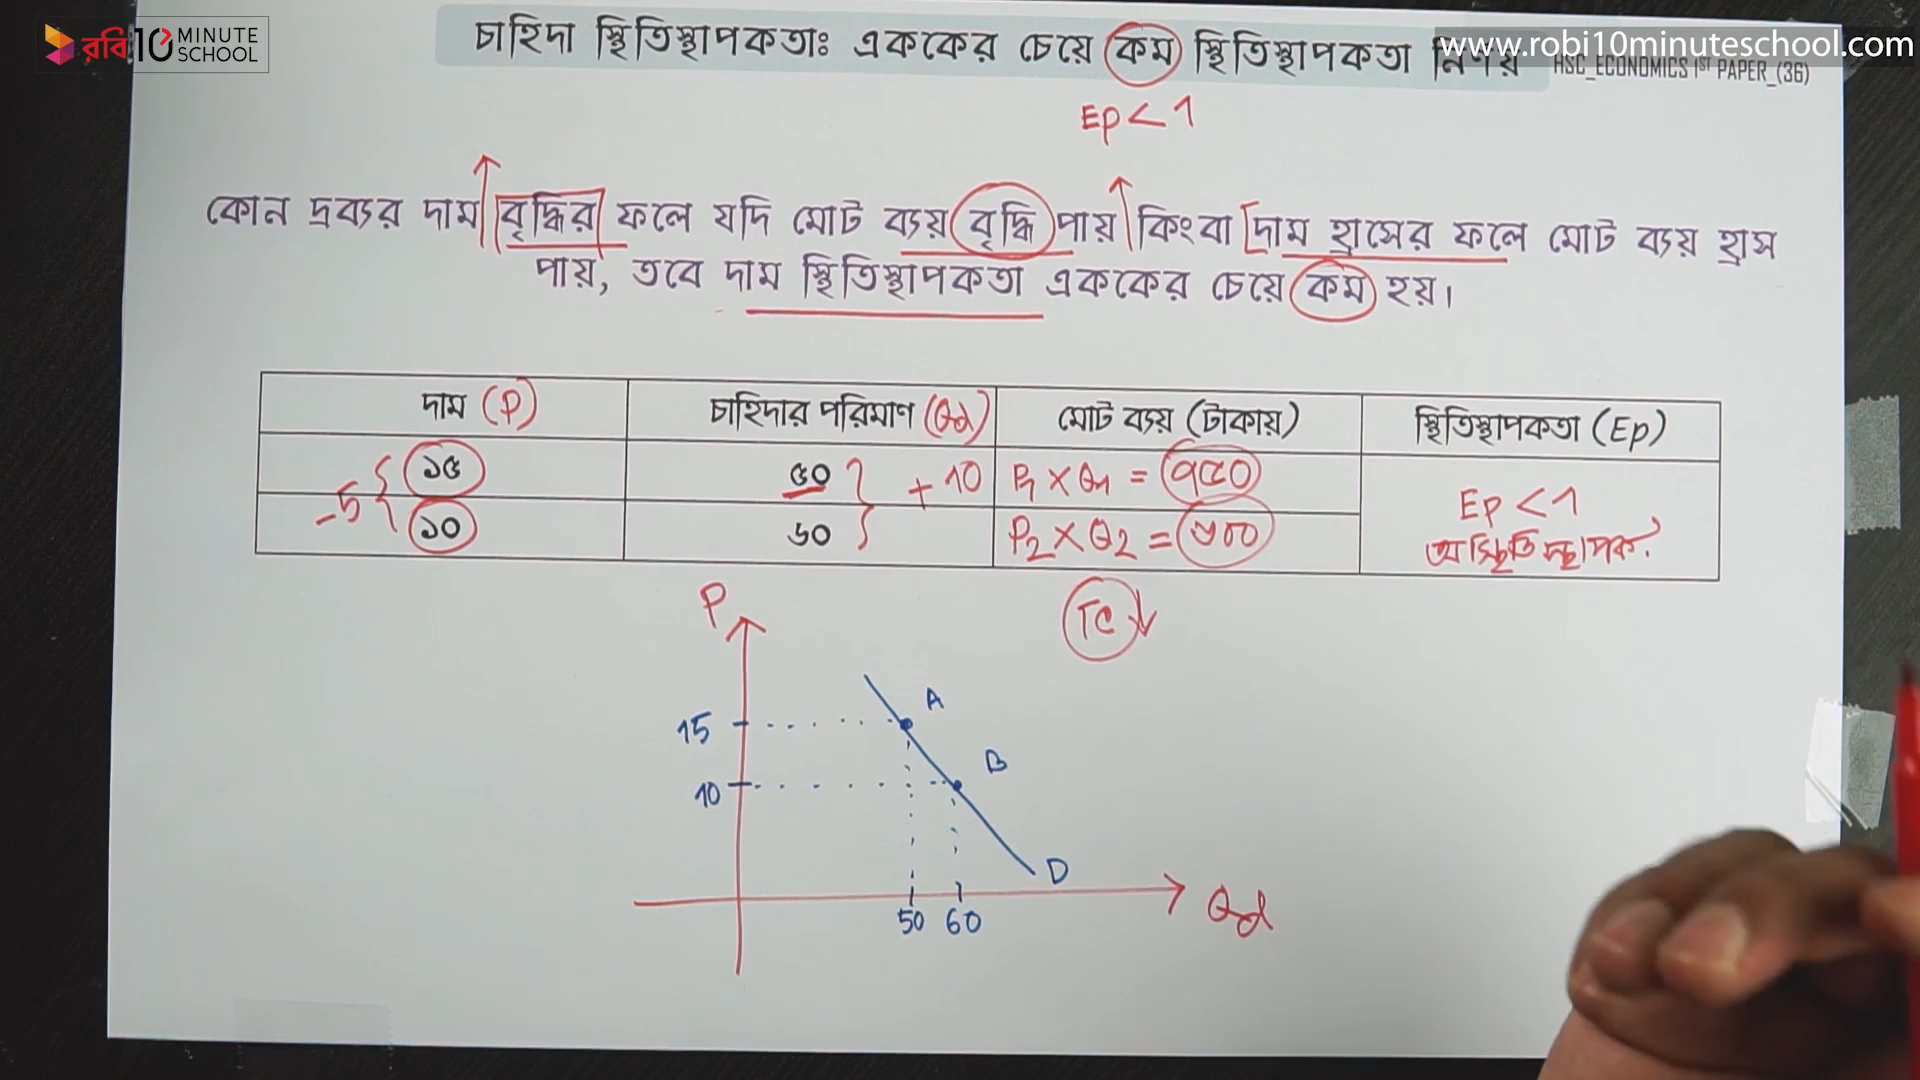 রবি 10 MINUTE SCHOOL
www.robi10minuteschool.com
চাহিদা স্থিতিস্থাপকতাঃ এককের চেয়ে কম স্থিতিস্থাপকতা নির্ণয়
HSC_ECONOMICS 1ST PAPER_(36)
Ep < 1
কোন দ্রব্যর দাম বৃদ্ধির ফলে যদি মোট ব্যয় বৃদ্ধি পায় কিংবা দাম হ্রাসের ফলে মোট ব্যয় হ্রাস
পায়, তবে দাম স্থিতিস্থাপকতা এককের চেয়ে কম হয়।
দাম (P) চাহিদার পরিমাণ (Qd) মোট ব্যয় (টাকায়) স্থিতিস্থাপকতা (Ep)
-5 ১৫ ৫০ + 10 P1 × Q1 = ৭৫০ Ep < 1
১০ ৬০ P2 × Q2 = ৬০০ অস্থিতিস্থাপক.
P TC↓
A
15
B
10
D
50 60 Qd